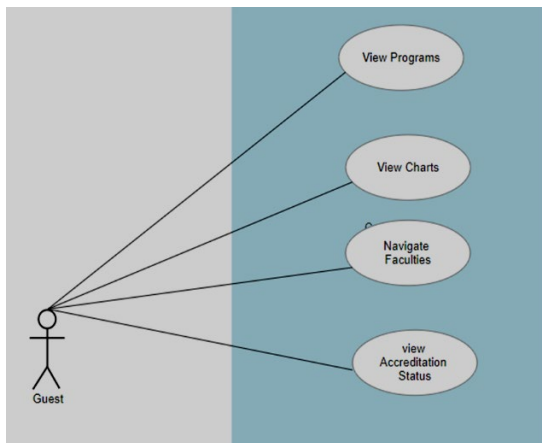 View Programs
View Charts
Navigate
Faculties
view
Accreditation
Status
Guest